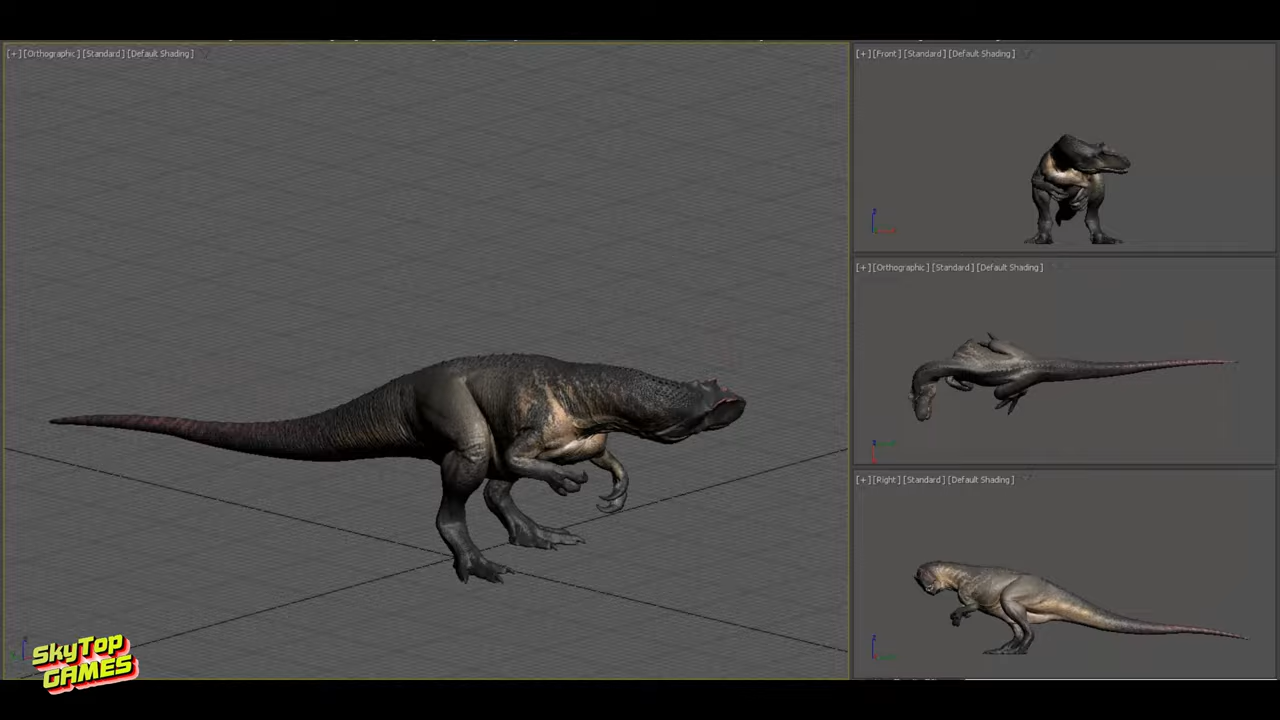 [+][Orthographic][Standard][Default Shading]
[+][Front][Standard][Default Shading]
[+][Orthographic][Standard][Default Shading]
[+][Right][Standard][Default Shading]
SkyTop
GAMES